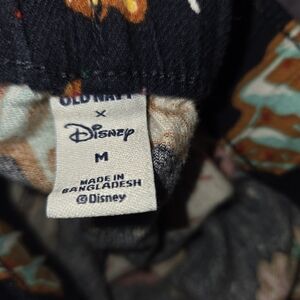 OLD NAVY
×
Disney
M
MADE IN
BANGLADESH
©Disney